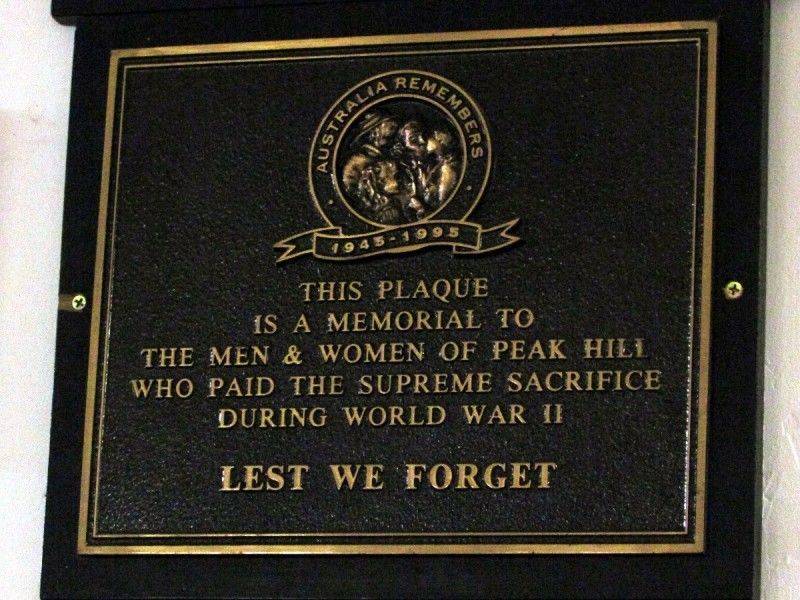 AUSTRALIA REMEMBERS
1945-1995
THIS PLAQUE
IS A MEMORIAL TO
THE MEN & WOMEN OF PEAK HILL
WHO PAID THE SUPREME SACRIFICE
DURING WORLD WAR II
LEST WE FORGET